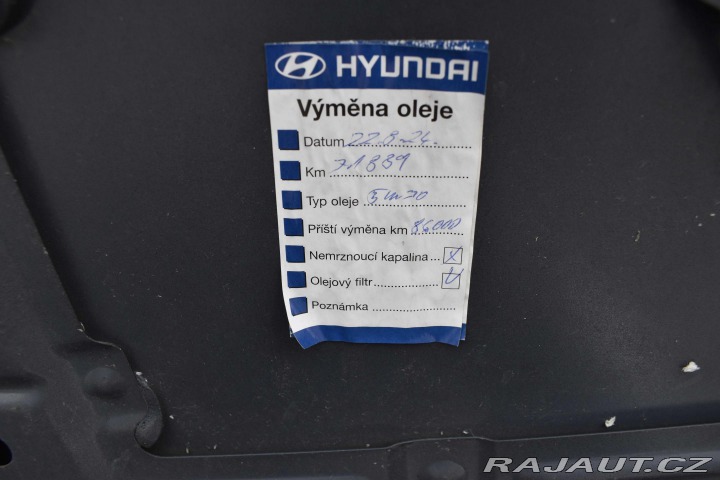 HYUNDAI
Výměna oleje
Datum 22.8.24.
Km 71889
Typ oleje 5W30
Příští výměna km 86000
Nemrznoucí kapalina... X
Olejový filtr
Poznámka
RAJAUT.CZ